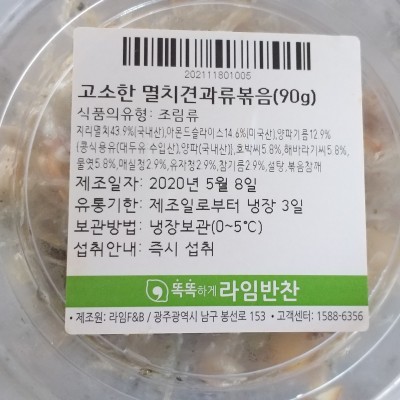 202111801005
고소한 멸치견과류볶음(90g)
식품의유형: 조림류
지리멸치43.9%(국내산),아몬드슬라이스14.6%(미국산),양파기름12.9%
(콩식용유(대두유 수입산),양파(국내산)),호박씨5.8%,해바라기씨5.8%,
물엿5.8%,매실청2.9%,유자청2.9%,참기름2.9%,설탕,볶음참깨
제조일자: 2020년 5월 8일
유통기한: 제조일로부터 냉장 3일
보관방법: 냉장보관(0~5℃)
섭취안내: 즉시 섭취
똑똑하게 라임반찬
• 제조원: 라임F&B / 광주광역시 남구 봉선로 153 • 고객센터: 1588-6356